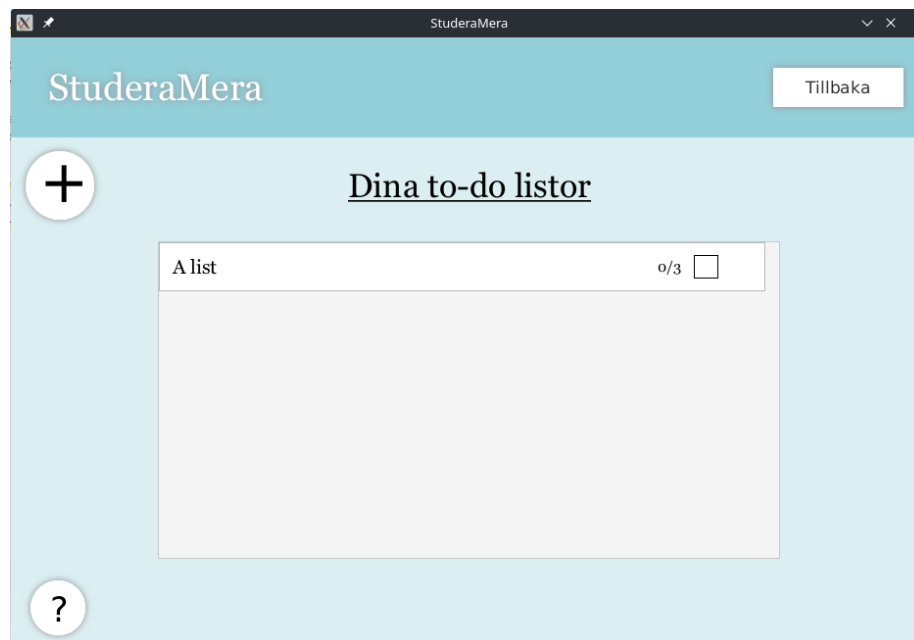 StuderaMera
StuderaMera
Tillbaka
+
Dina to-do listor
A list 0/3
?